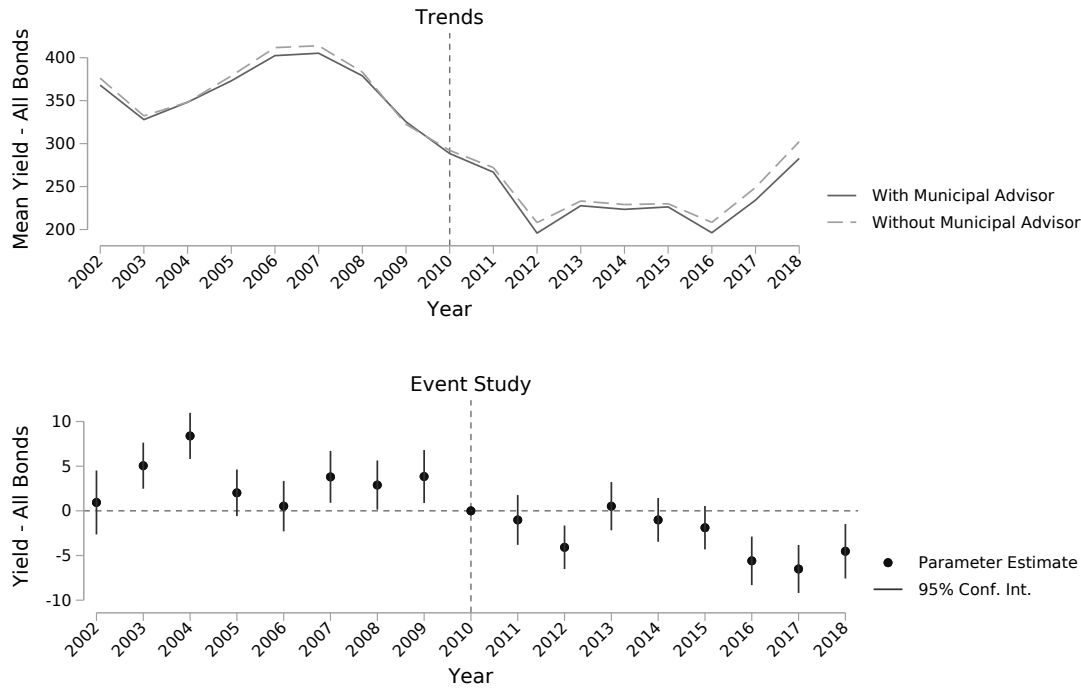 Trends
Mean Yield - All Bonds
400
350
300
250
200
2002 2003 2004 2005 2006 2007 2008 2009 2010 2011 2012 2013 2014 2015 2016 2017 2018
Year
With Municipal Advisor
Without Municipal Advisor
Event Study
Yield - All Bonds
10
5
0
-5
-10
2002 2003 2004 2005 2006 2007 2008 2009 2010 2011 2012 2013 2014 2015 2016 2017 2018
Year
Parameter Estimate
95% Conf. Int.